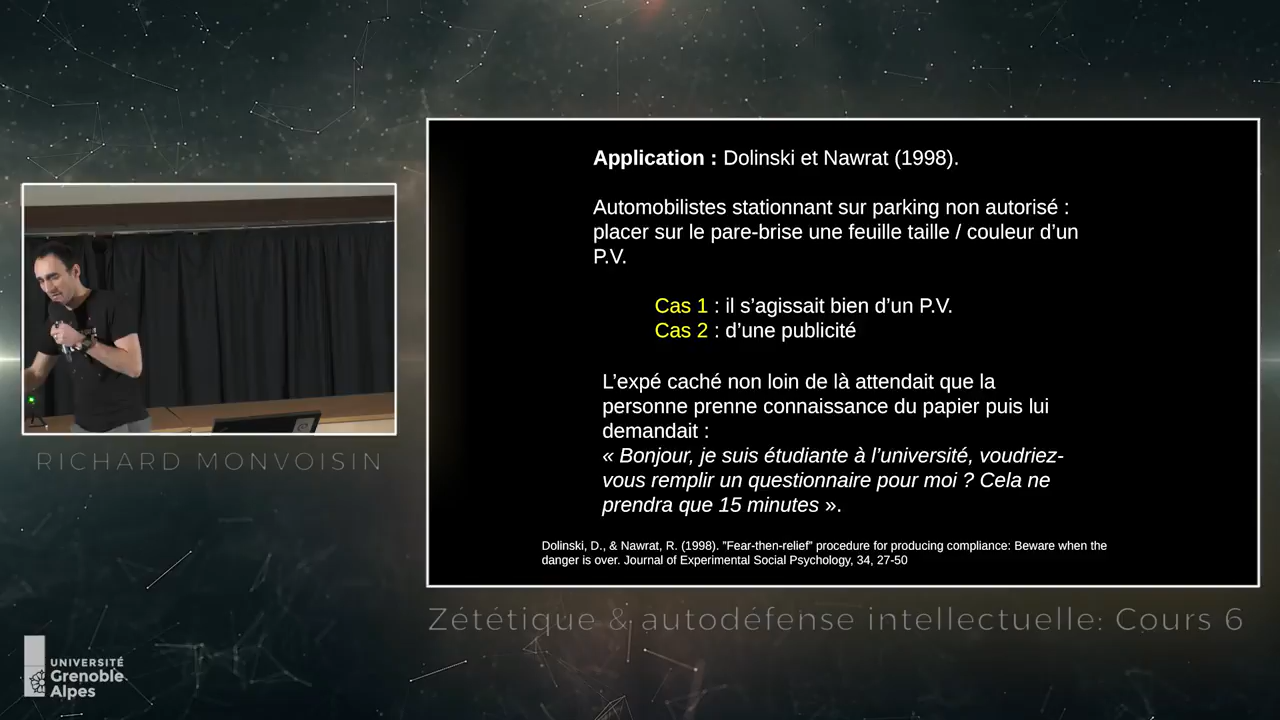 Application : Dolinski et Nawrat (1998).
Automobilistes stationnant sur parking non autorisé :
placer sur le pare-brise une feuille taille / couleur d’un
P.V.
Cas 1 : il s’agissait bien d’un P.V.
Cas 2 : d’une publicité
L’expé caché non loin de là attendait que la
personne prenne connaissance du papier puis lui
demandait :
« Bonjour, je suis étudiante à l’université, voudriez-
vous remplir un questionnaire pour moi ? Cela ne
prendra que 15 minutes ».
Dolinski, D., & Nawrat, R. (1998). "Fear-then-relief" procedure for producing compliance: Beware when the
danger is over. Journal of Experimental Social Psychology, 34, 27-50
RICHARD MONVOISIN
Zététique & autodéfense intellectuelle: Cours 6
UNIVERSITÉ
Grenoble
Alpes